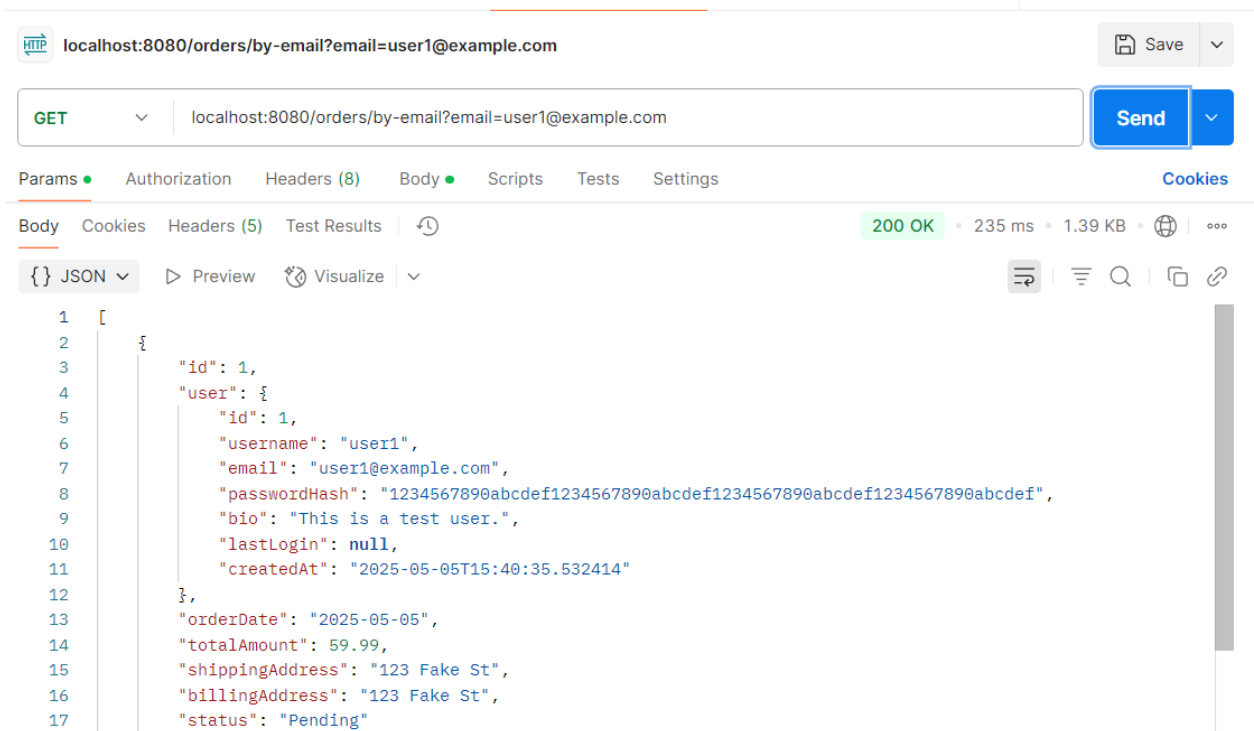 HTTP localhost:8080/orders/by-email?email=user1@example.com Save
GET localhost:8080/orders/by-email?email=user1@example.com Send
Params Authorization Headers (8) Body Scripts Tests Settings Cookies
Body Cookies Headers (5) Test Results 200 OK 235 ms 1.39 KB
{} JSON Preview Visualize
1 [
2 {
3 "id": 1,
4 "user": {
5 "id": 1,
6 "username": "user1",
7 "email": "user1@example.com",
8 "passwordHash": "1234567890abcdef1234567890abcdef1234567890abcdef1234567890abcdef",
9 "bio": "This is a test user.",
10 "lastLogin": null,
11 "createdAt": "2025-05-05T15:40:35.532414"
12 },
13 "orderDate": "2025-05-05",
14 "totalAmount": 59.99,
15 "shippingAddress": "123 Fake St",
16 "billingAddress": "123 Fake St",
17 "status": "Pending"